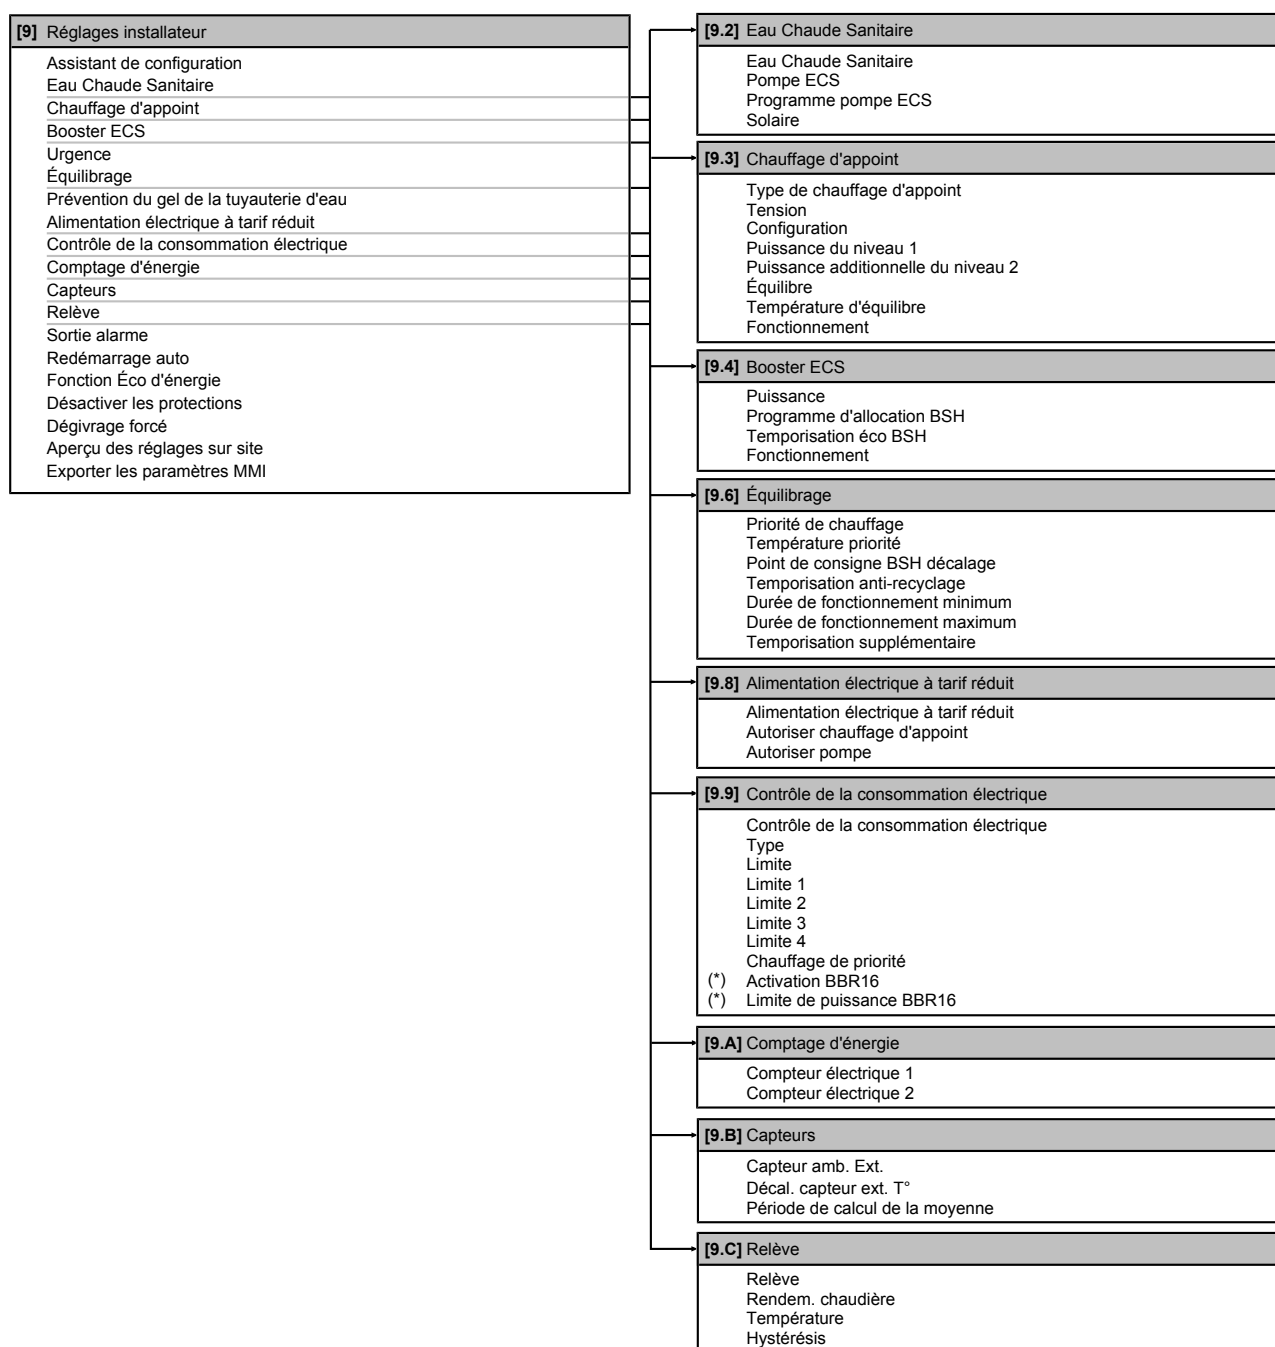 [9] Réglages installateur
Assistant de configuration
Eau Chaude Sanitaire
Chauffage d'appoint
Booster ECS
Urgence
Équilibrage
Prévention du gel de la tuyauterie d'eau
Alimentation électrique à tarif réduit
Contrôle de la consommation électrique
Comptage d'énergie
Capteurs
Relève
Sortie alarme
Redémarrage auto
Fonction Éco d'énergie
Désactiver les protections
Dégivrage forcé
Aperçu des réglages sur site
Exporter les paramètres MMI
[9.2] Eau Chaude Sanitaire
Eau Chaude Sanitaire
Pompe ECS
Programme pompe ECS
Solaire
[9.3] Chauffage d'appoint
Type de chauffage d'appoint
Tension
Configuration
Puissance du niveau 1
Puissance additionnelle du niveau 2
Équilibre
Température d'équilibre
Fonctionnement
[9.4] Booster ECS
Puissance
Programme d'allocation BSH
Temporisation éco BSH
Fonctionnement
[9.6] Équilibrage
Priorité de chauffage
Température priorité
Point de consigne BSH décalage
Temporisation anti-recyclage
Durée de fonctionnement minimum
Durée de fonctionnement maximum
Temporisation supplémentaire
[9.8] Alimentation électrique à tarif réduit
Alimentation électrique à tarif réduit
Autoriser chauffage d'appoint
Autoriser pompe
[9.9] Contrôle de la consommation électrique
Contrôle de la consommation électrique
Type
Limite
Limite 1
Limite 2
Limite 3
Limite 4
Chauffage de priorité
(*) Activation BBR16
(*) Limite de puissance BBR16
[9.A] Comptage d'énergie
Compteur électrique 1
Compteur électrique 2
[9.B] Capteurs
Capteur amb. Ext.
Décal. capteur ext. T°
Période de calcul de la moyenne
[9.C] Relève
Relève
Rendem. chaudière
Température
Hystérésis